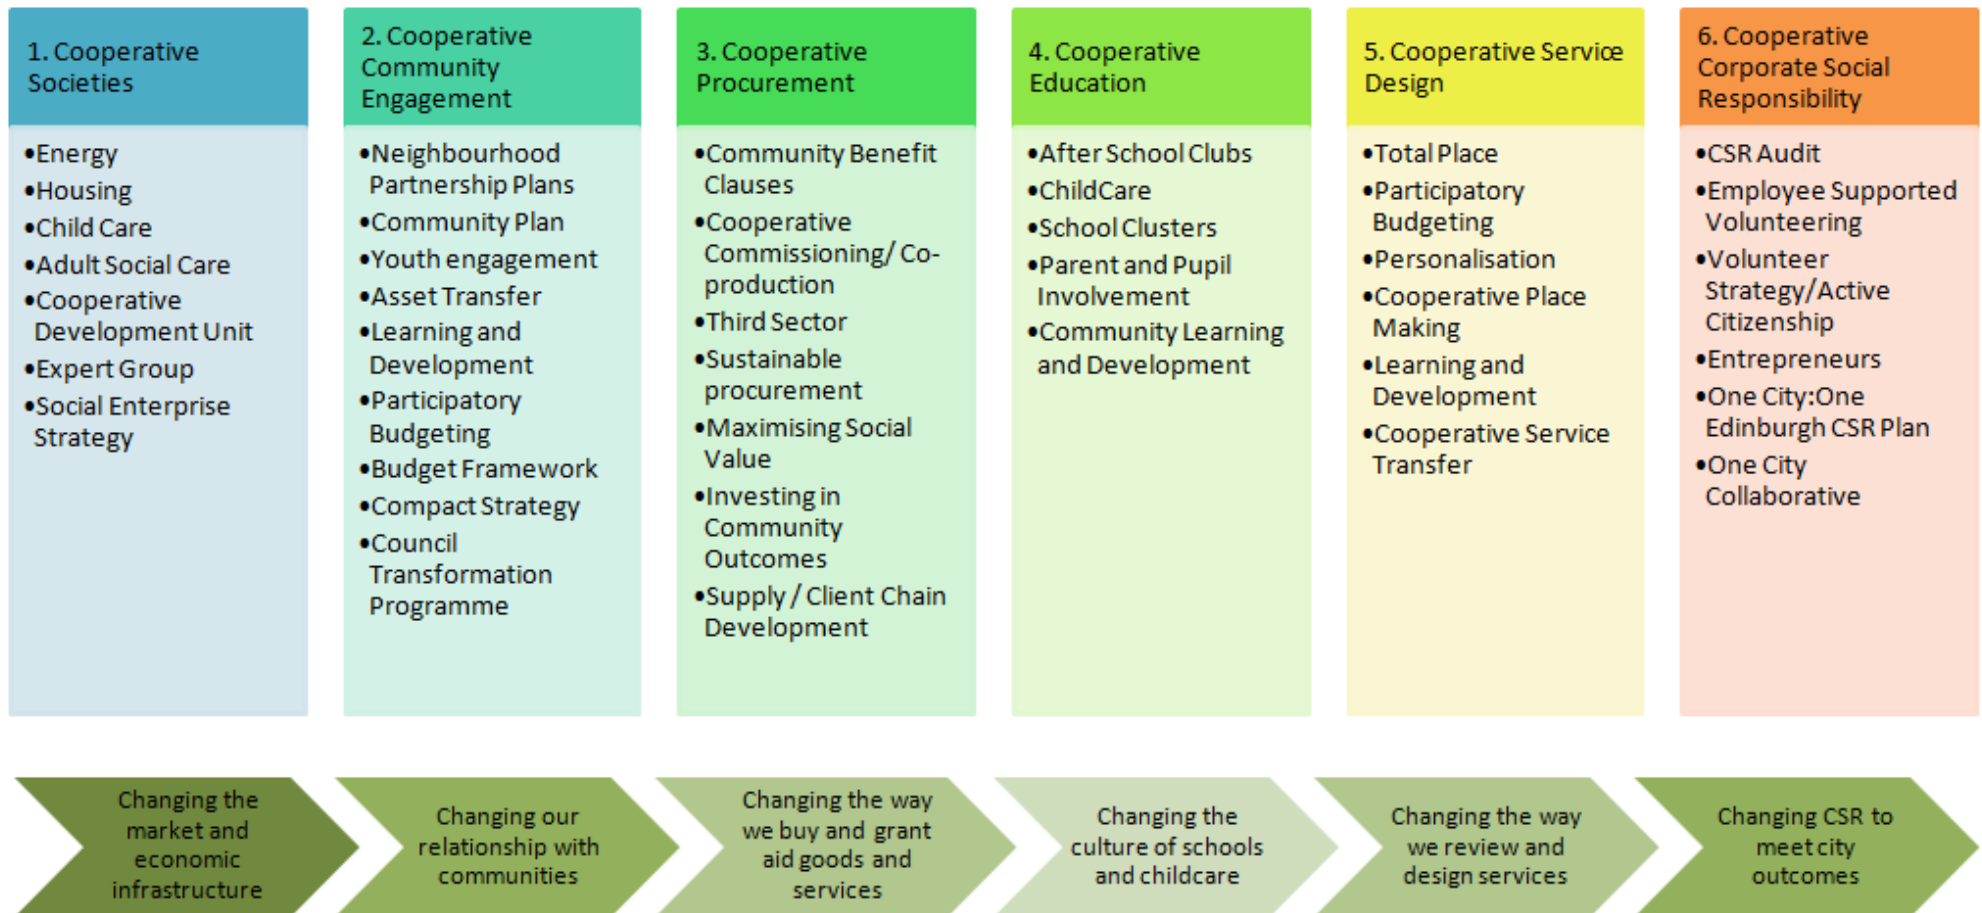 1. Cooperative
Societies
•Energy
•Housing
•Child Care
•Adult Social Care
•Cooperative
Development Unit
•Expert Group
•Social Enterprise
Strategy
2. Cooperative
Community
Engagement
•Neighbourhood
Partnership Plans
•Community Plan
•Youth engagement
•Asset Transfer
•Learning and
Development
•Participatory
Budgeting
•Budget Framework
•Compact Strategy
•Council
Transformation
Programme
3. Cooperative
Procurement
•Community Benefit
Clauses
•Cooperative
Commissioning/ Co-
production
•Third Sector
•Sustainable
procurement
•Maximising Social
Value
•Investing in
Community
Outcomes
•Supply / Client Chain
Development
4. Cooperative
Education
•After School Clubs
•ChildCare
•School Clusters
•Parent and Pupil
Involvement
•Community Learning
and Development
5. Cooperative Service
Design
•Total Place
•Participatory
Budgeting
•Personalisation
•Cooperative Place
Making
•Learning and
Development
•Cooperative Service
Transfer
6. Cooperative
Corporate Social
Responsibility
•CSR Audit
•Employee Supported
Volunteering
•Volunteer
Strategy/Active
Citizenship
•Entrepreneurs
•One City:One
Edinburgh CSR Plan
•One City
Collaborative
Changing the
market and
economic
infrastructure
Changing our
relationship with
communities
Changing the way
we buy and grant
aid goods and
services
Changing the
culture of schools
and childcare
Changing the way
we review and
design services
Changing CSR to
meet city
outcomes